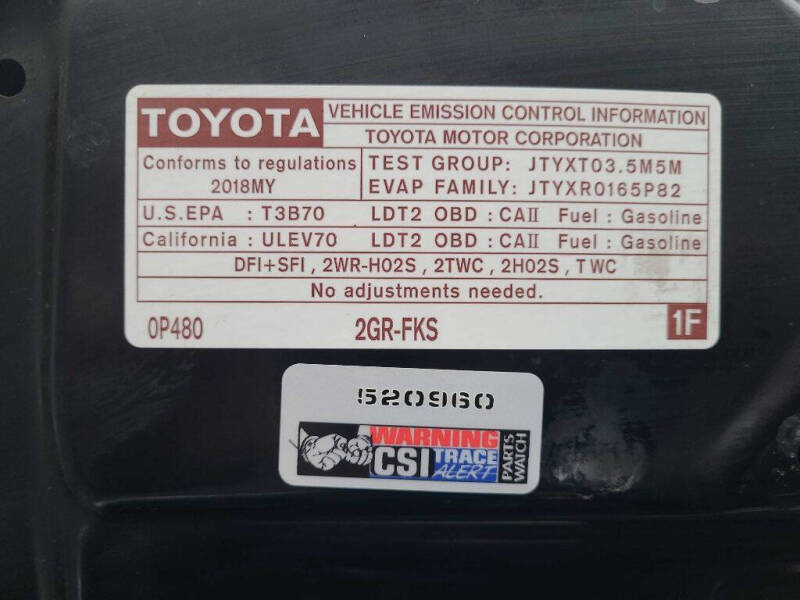 TOYOTA VEHICLE EMISSION CONTROL INFORMATION
TOYOTA MOTOR CORPORATION
Conforms to regulations
2018MY
TEST GROUP: JTYXT03.5M5M
EVAP FAMILY: JTYXR0165P82
U.S.EPA : T3B70 LDT2 OBD : CAII Fuel : Gasoline
California : ULEV70 LDT2 OBD : CAII Fuel : Gasoline
DFI+SFI, 2WR-HO2S, 2TWC, 2HO2S, TWC
No adjustments needed.
0P480 2GR-FKS 1F
520960
WARNING
CSI TRACE
ALERT
PARTS
WATCH